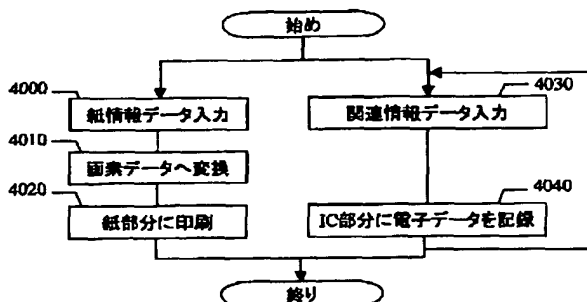 始め
4000
紙情報データ入力
4010
画素データへ変換
4020
紙部分に印刷
4030
関連情報データ入力
4040
IC部分に電子データを記録
終り